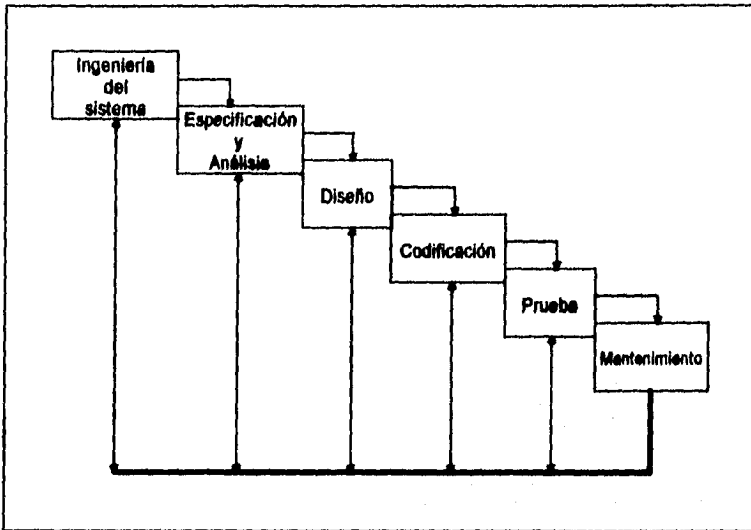 Ingeniería
del
sistema
Especificación
y
Análisis
Diseño
Codificación
Prueba
Mantenimiento